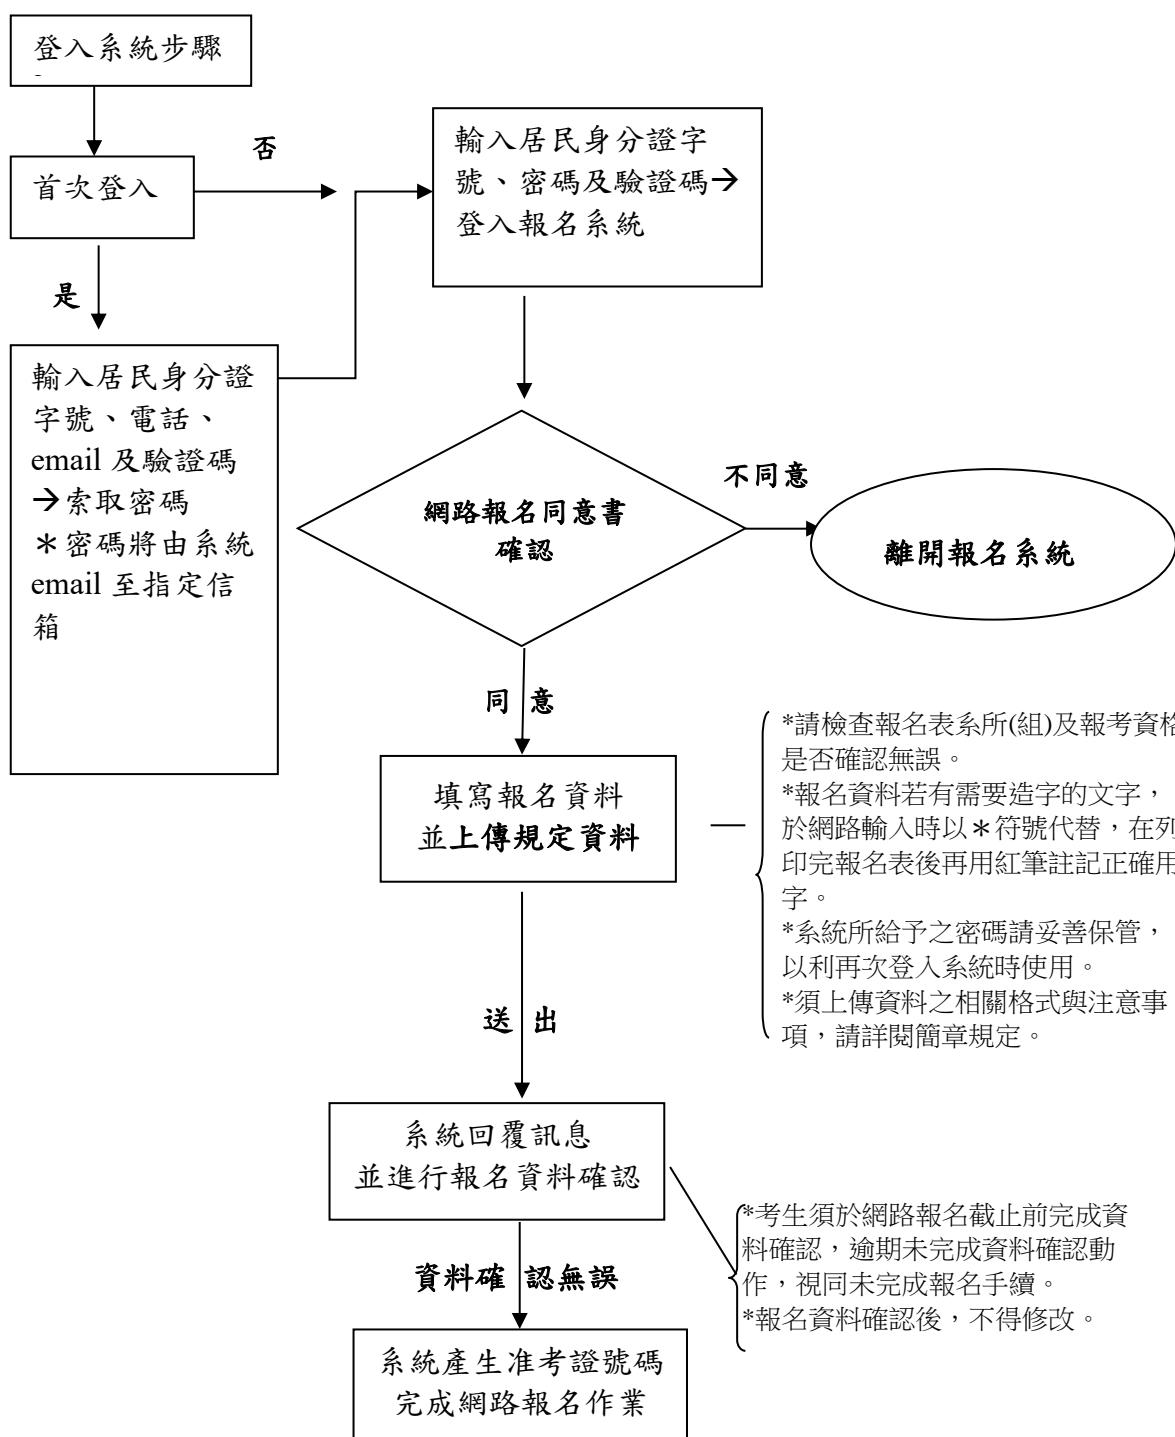 登入系統步驟
首次登入
否
是
輸入居民身分證字
號、密碼及驗證碼→
登入報名系統
輸入居民身分證
字號、電話、
email 及驗證碼
→索取密碼
＊密碼將由系統
email 至指定信
箱
網路報名同意書
確認
不同意
離開報名系統
同意
填寫報名資料
並上傳規定資料
*請檢查報名表系所(組)及報考資格
是否確認無誤。
*報名資料若有需要造字的文字，
於網路輸入時以＊符號代替，在列
印完報名表後再用紅筆註記正確用
字。
*系統所給予之密碼請妥善保管，
以利再次登入系統時使用。
*須上傳資料之相關格式與注意事
項，請詳閱簡章規定。
送出
系統回覆訊息
並進行報名資料確認
*考生須於網路報名截止前完成資
料確認，逾期未完成資料確認動
作，視同未完成報名手續。
*報名資料確認後，不得修改。
資料確認無誤
系統產生准考證號碼
完成網路報名作業